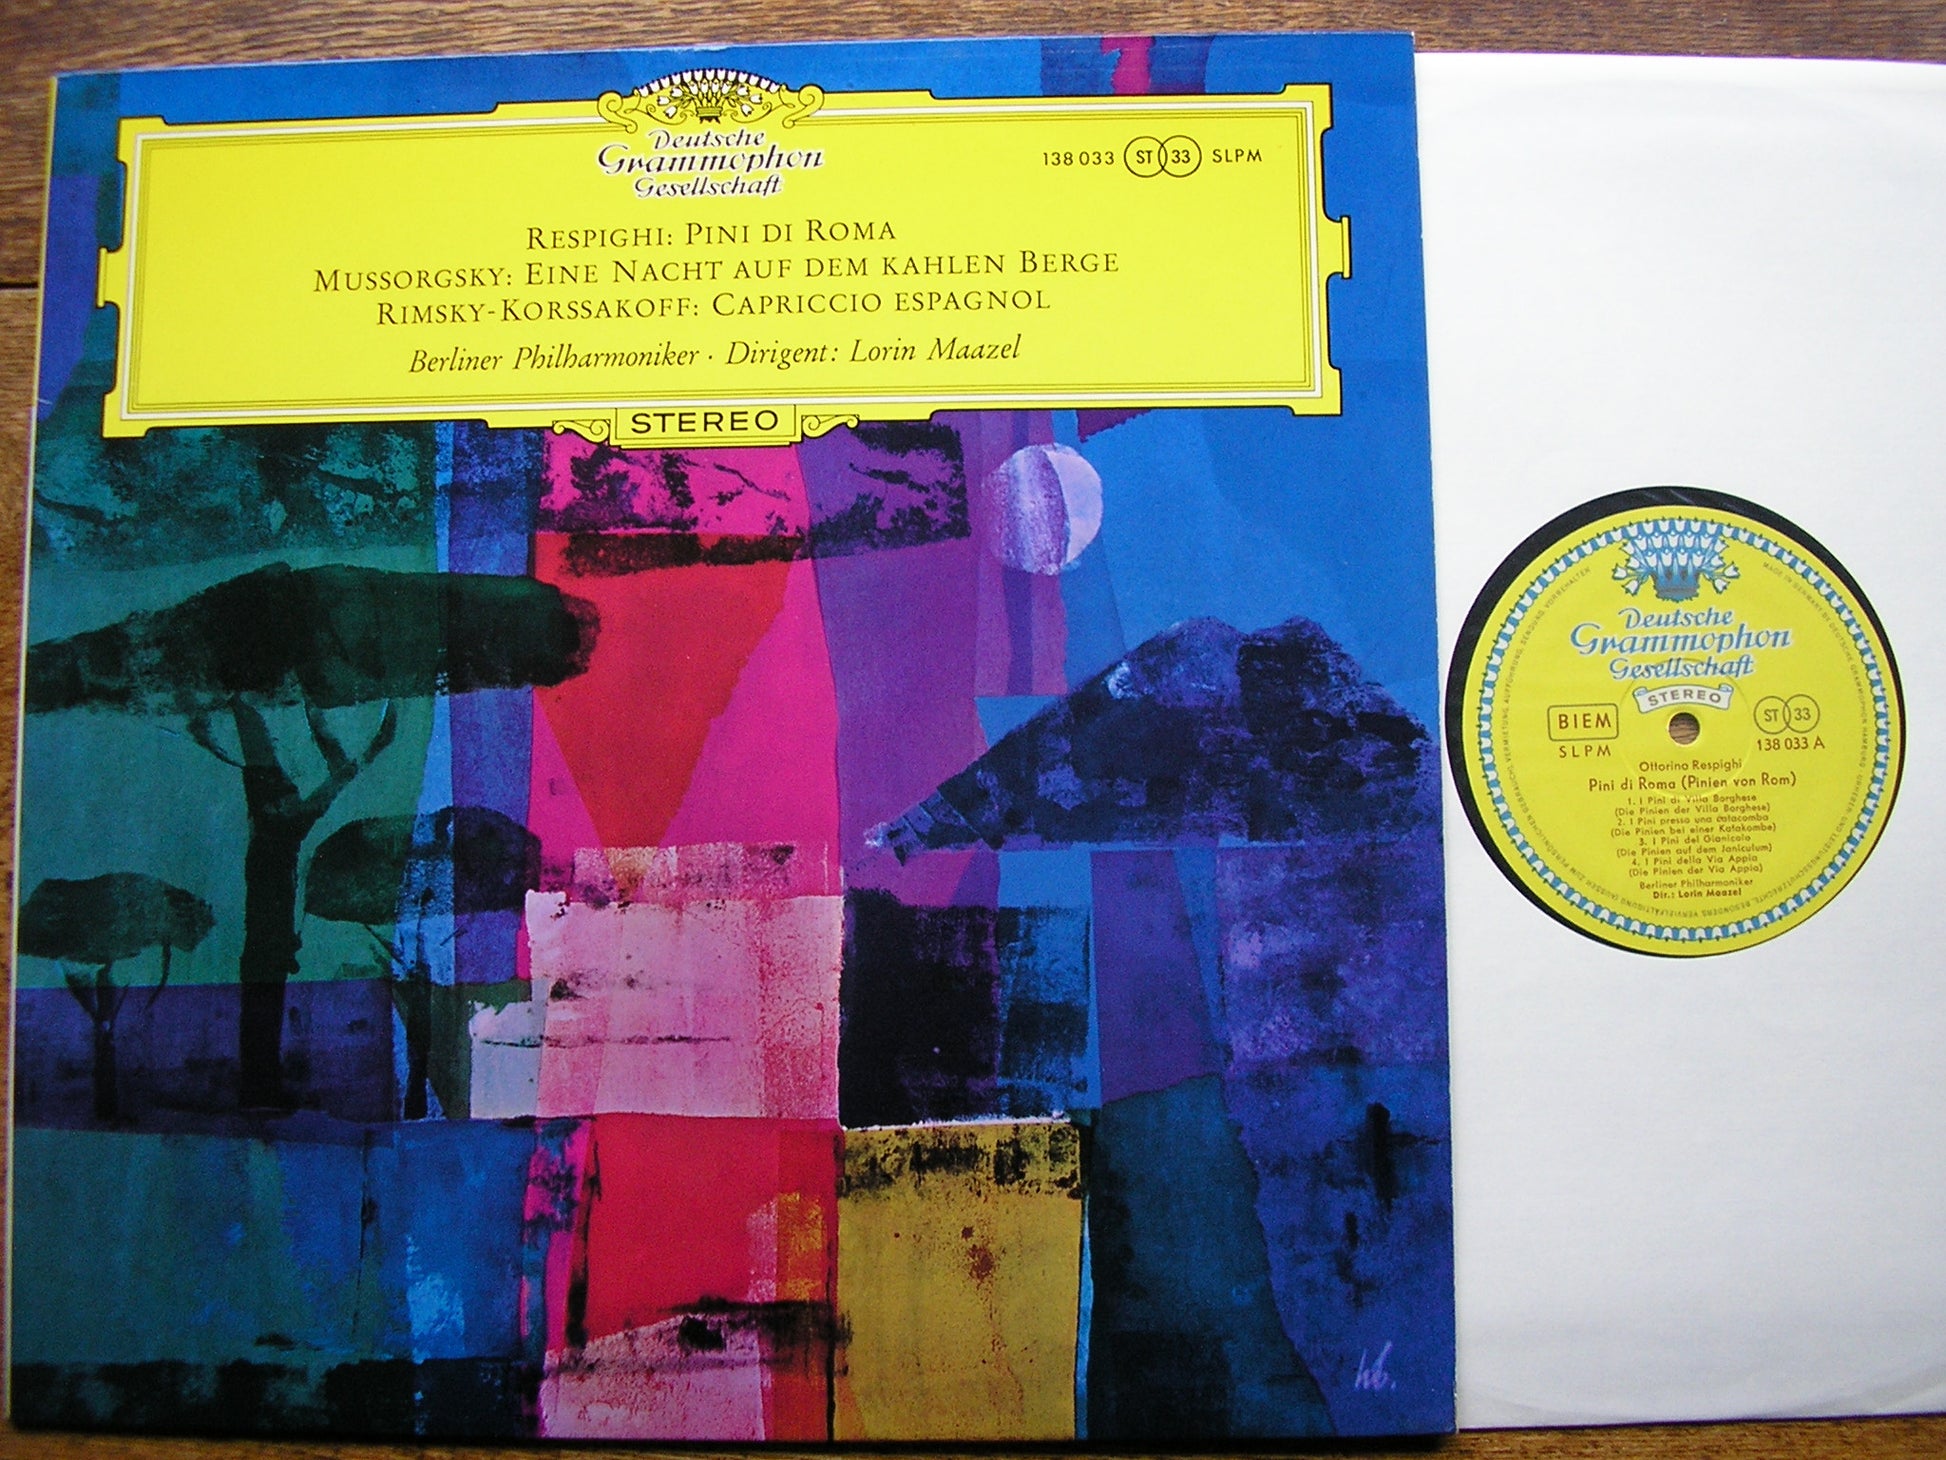 Deutsche
Grammophon
Gesellschaft
138 033 ST 33 SLPM
RESPIGHI: PINI DI ROMA
MUSSORGSKY: EINE NACHT AUF DEM KAHLEN BERGE
RIMSKY-KORSSAKOFF: CAPRICCIO ESPAGNOL
Berliner Philharmoniker · Dirigent: Lorin Maazel
STEREO
hb.
Deutsche
Grammophon
Gesellschaft
STEREO
BIEM
SLPM
ST 33
138 033 A
Ottorino Respighi
Pini di Roma (Pinien von Rom)
1. I Pini di Villa Borghese
(Die Pinien der Villa Borghese)
2. I Pini presso una catacomba
(Die Pinien bei einer Katakombe)
3. I Pini del Gianicolo
(Die Pinien auf dem Janiculum)
4. I Pini della Via Appia
(Die Pinien der Via Appia)
Berliner Philharmoniker
Dir.: Lorin Maazel
MADE IN GERMANY